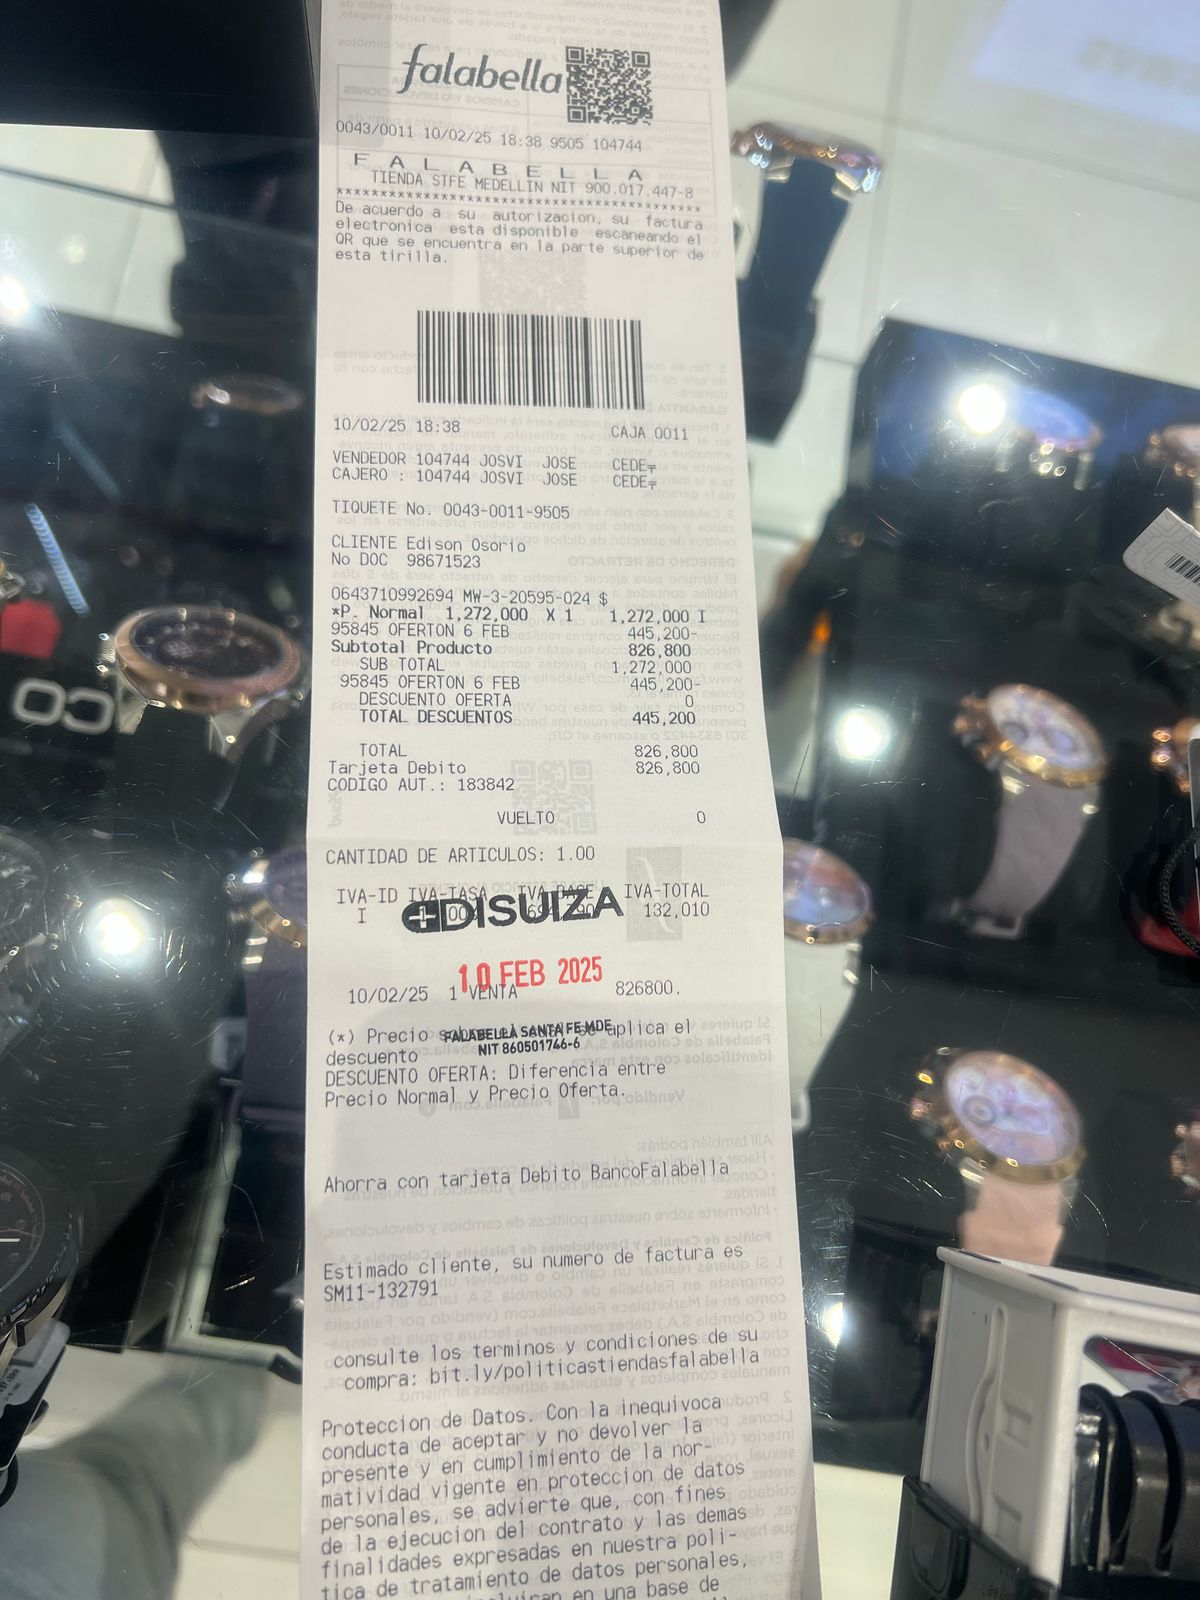 falabella
0043/0011 10/02/25 18:38 9505 104744
F A L A B E L L A
TIENDA STFE MEDELLIN NIT 900.017.447-8
******************************************
De acuerdo a su autorizacion, su factura
electronica esta disponible escaneando el
QR que se encuentra en la parte superior de
esta tirilla.
10/02/25 18:38 CAJA 0011
VENDEDOR 104744 JOSVI JOSE CEDE
CAJERO : 104744 JOSVI JOSE CEDE
TIQUETE No. 0043-0011-9505
CLIENTE Edison Osorio
No DOC 98671523
0643710992694 MW-3-20595-024 $
*P. Normal 1,272,000 X 1 1,272,000 I
95845 OFERTON 6 FEB 445,200-
Subtotal Producto 826,800
SUB TOTAL 1,272,000
95845 OFERTON 6 FEB 445,200-
DESCUENTO OFERTA 0
TOTAL DESCUENTOS 445,200
TOTAL 826,800
Tarjeta Debito 826,800
CODIGO AUT.: 183842
VUELTO 0
CANTIDAD DE ARTICULOS: 1.00
IVA-ID IVA-TASA IVA BASE IVA-TOTAL
I 132,010
DISUIZA
10 FEB 2025
10/02/25 1 VENTA 826800.
(*) Precio se aplica el
FALABELLA SANTA FE MDE
descuento
NIT 860501746-6
DESCUENTO OFERTA: Diferencia entre
Precio Normal y Precio Oferta.
Ahorra con tarjeta Debito BancoFalabella
Estimado cliente, su numero de factura es
SM11-132791
consulte los terminos y condiciones de su
compra: bit.ly/politicastiendasfalabella
Proteccion de Datos. Con la inequivoca
conducta de aceptar y no devolver la
presente y en cumplimiento de la nor-
matividad vigente en proteccion de datos
personales, se advierte que, con fines
de la ejecucion del contrato y las demas
finalidades expresadas en nuestra poli-
tica de tratamiento de datos personales,
en una base de